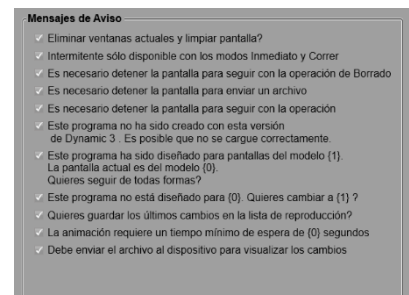 Mensajes de Aviso
Eliminar ventanas actuales y limpiar pantalla?
Intermitente sólo disponible con los modos Inmediato y Correr
Es necesario detener la pantalla para seguir con la operación de Borrado
Es necesario detener la pantalla para enviar un archivo
Es necesario detener la pantalla para seguir con la operación
Este programa no ha sido creado con esta versión
de Dynamic 3 . Es posible que no se cargue correctamente.
Este programa ha sido diseñado para pantallas del modelo {1}.
La pantalla actual es del modelo {0}.
Quieres seguir de todas formas?
Este programa no está diseñado para {0}. Quieres cambiar a {1} ?
Quieres guardar los últimos cambios en la lista de reproducción?
La animación requiere un tiempo mínimo de espera de {0} segundos
Debe enviar el archivo al dispositivo para visualizar los cambios